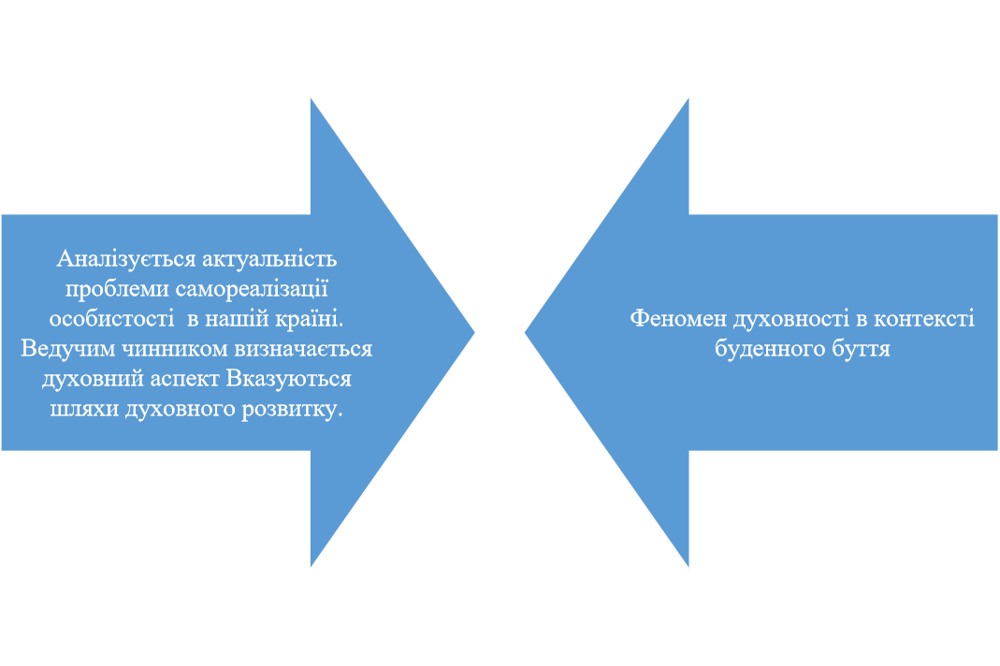 Аналізується актуальність
проблеми самореалізації
особистості  в нашій країні.
Ведучим чинником визначається
духовний аспект Вказуються
шляхи духовного розвитку.
Феномен духовності в контексті
буденного буття